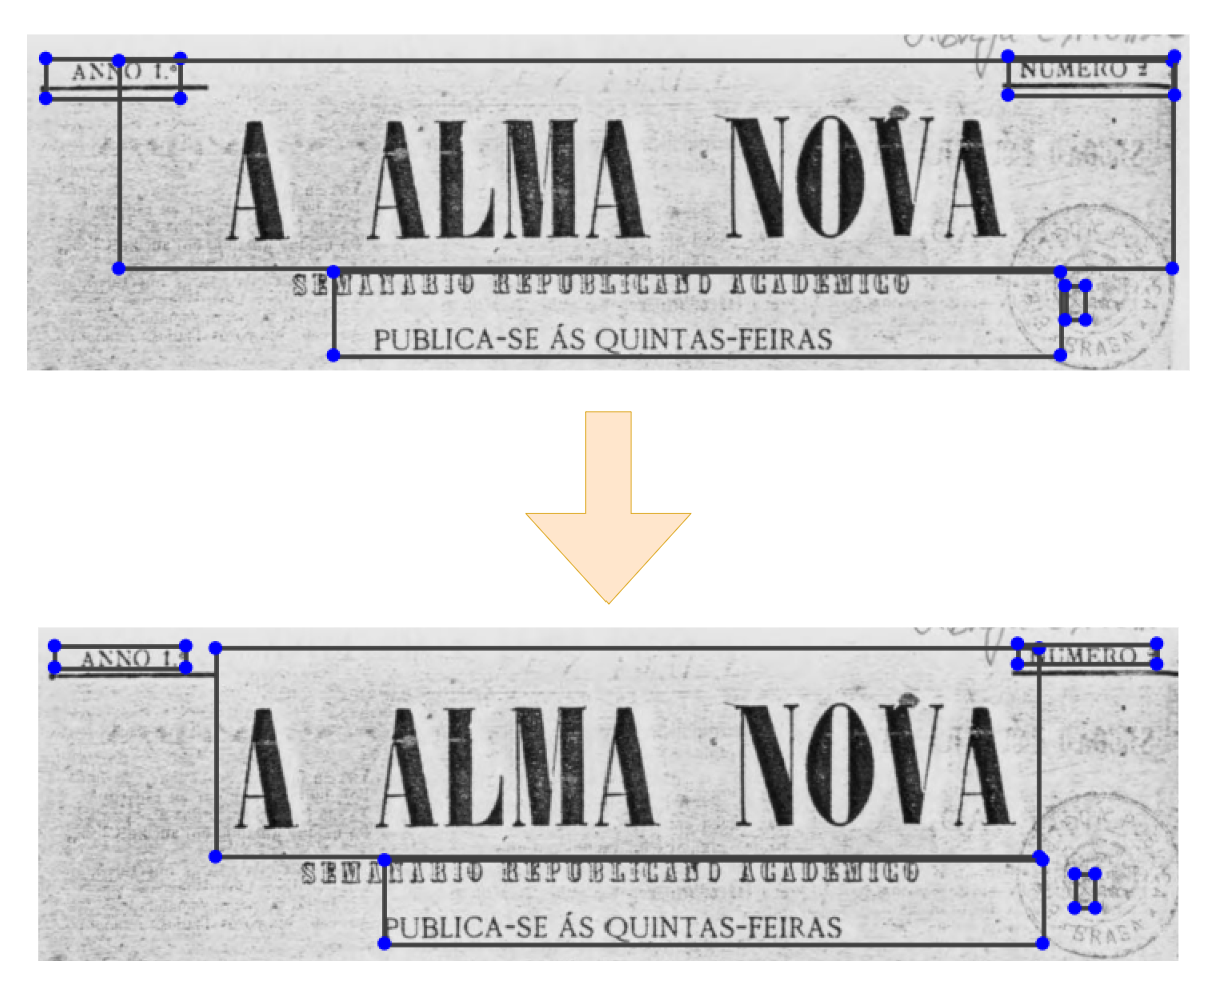 ANNO 1.º
NUMERO 2
A ALMA NOVA
SEMANARIO REPUBLICANO ACADEMICO
PUBLICA-SE ÁS QUINTAS-FEIRAS
BRAGA
ANNO 1.º
NUMERO 2
A ALMA NOVA
SEMANARIO REPUBLICANO ACADEMICO
PUBLICA-SE ÁS QUINTAS-FEIRAS
BRAGA